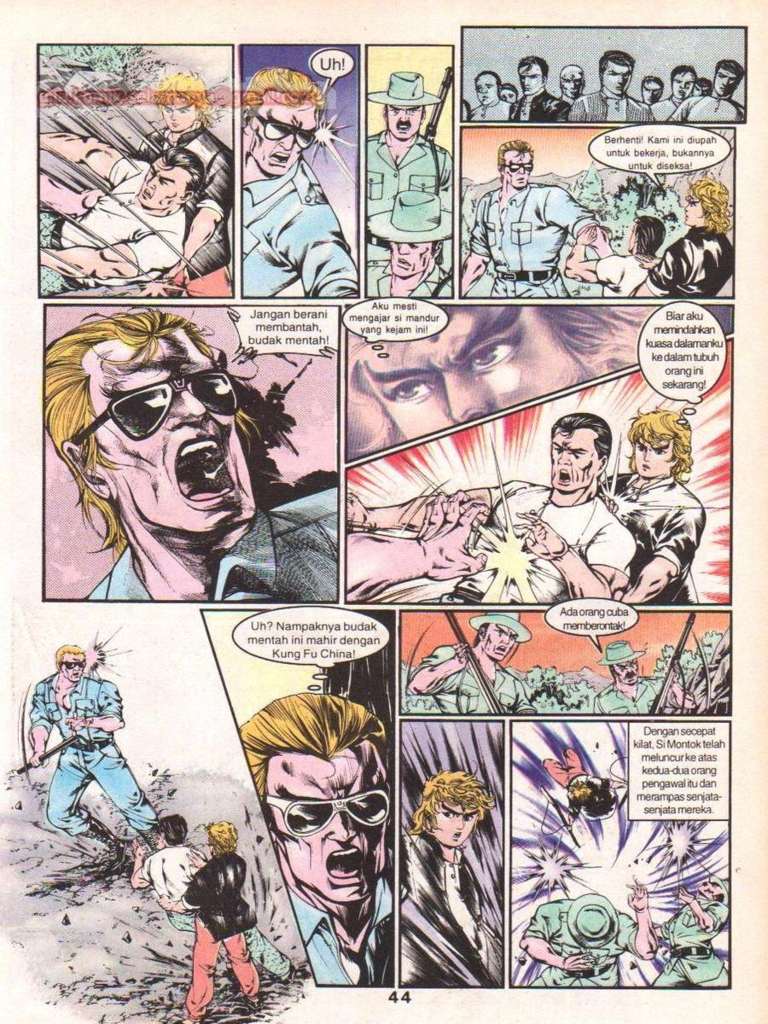 Uh!
Berhenti! Kami ini diupah
untuk bekerja, bukannya
untuk diseksa!
Jangan berani
membantah,
budak mentah!
Aku mesti
mengajar si mandur
yang kejam ini!
Biar aku
memindahkan
kuasa dalamanku
ke dalam tubuh
orang ini
sekarang!
Uh? Nampaknya budak
mentah ini mahir dengan
Kung Fu China!
Ada orang cuba
memberontak!
Dengan secepat
kilat, Si Montok telah
meluncur ke
kedua-dua orang
pengawal itu dan
merampas senjata-
senjata mereka.
44